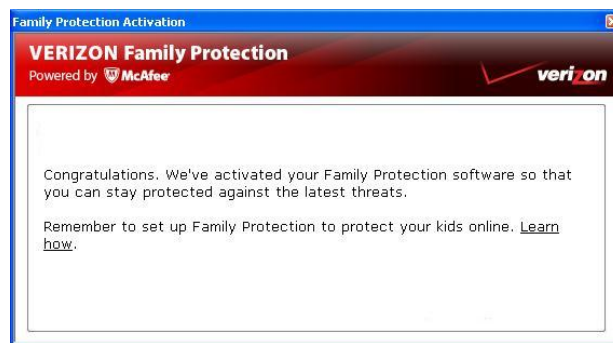 Family Protection Activation
VERIZON Family Protection
Powered by McAfee
verizon
Congratulations. We've activated your Family Protection software so that
you can stay protected against the latest threats.
Remember to set up Family Protection to protect your kids online. Learn
how.